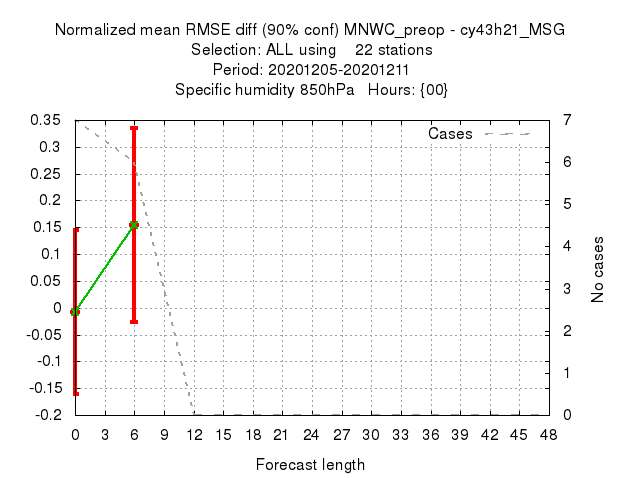 Normalized mean RMSE diff (90% conf) MNWC_preop - cy43h21_MSG
Selection: ALL using    22 stations
Period: 20201205-20201211
Specific humidity 850hPa   Hours: {00}
Cases
0.35
0.3
0.25
0.2
0.15
0.1
0.05
0
-0.05
-0.1
-0.15
-0.2
7
6
5
4
3
2
1
0
No cases
0 3 6 9 12 15 18 21 24 27 30 33 36 39 42 45 48
Forecast length